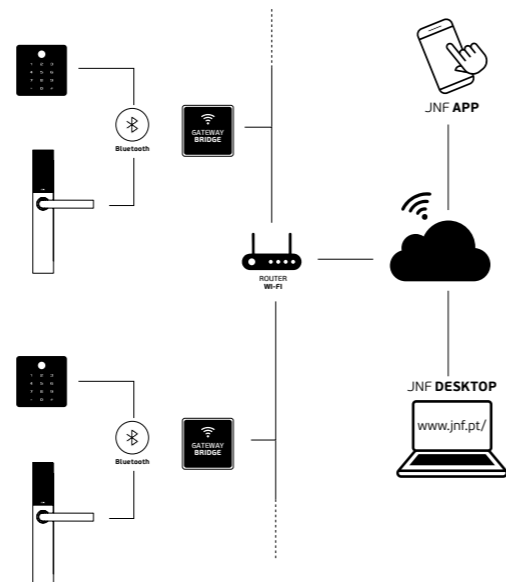 Bluetooth
GATEWAY
BRIDGE
JNF APP
ROUTER
WI-FI
JNF DESKTOP
www.jnf.pt/
Bluetooth
GATEWAY
BRIDGE